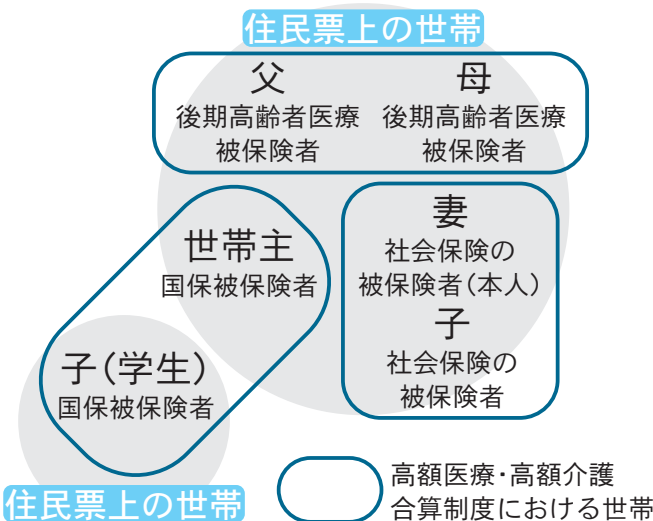 住民票上の世帯
父
後期高齢者医療
被保険者
母
後期高齢者医療
被保険者
世帯主
国保被保険者
妻
社会保険の
被保険者(本人)
子
社会保険の
被保険者
子(学生)
国保被保険者
住民票上の世帯
高額医療・高額介護
合算制度における世帯